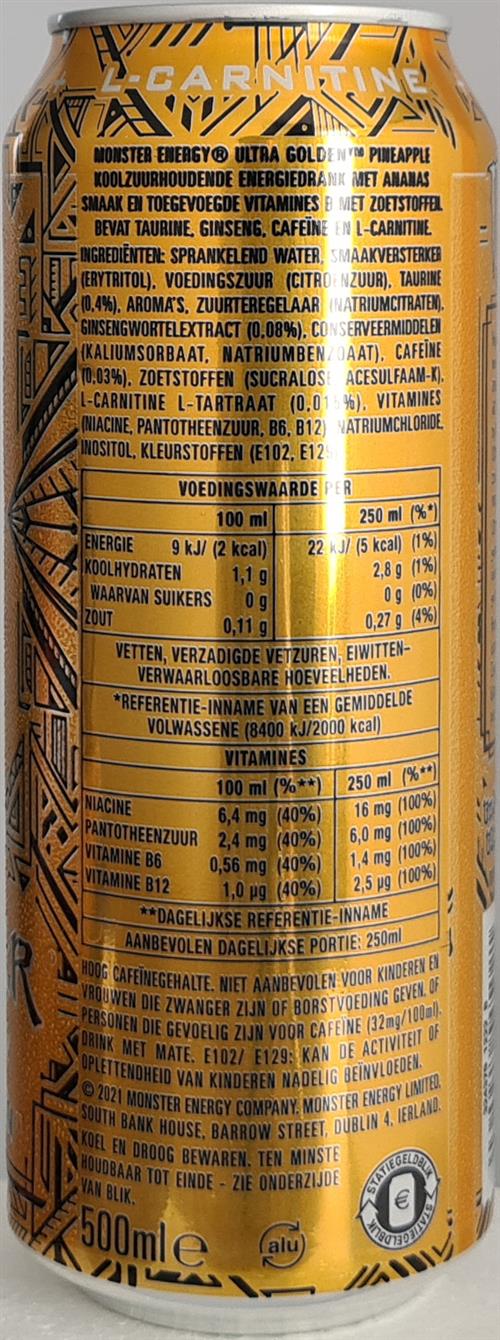 L-CARNITINE
MONSTER ENERGY® ULTRA GOLDEN™ PINEAPPLE
KOOLZUURHOUDENDE ENERGIEDRANK MET ANANAS
SMAAK EN TOEGEVOEGDE VITAMINES B MET ZOETSTOFFEN.
BEVAT TAURINE, GINSENG, CAFEÏNE EN L-CARNITINE.
INGREDIËNTEN: SPRANKELEND WATER, SMAAKVERSTERKER
(ERYTRITOL), VOEDINGSZUUR (CITROENZUUR), TAURINE
(0,4%), AROMA'S, ZUURTEREGELAAR (NATRIUMCITRATEN),
GINSENGWORTELEXTRACT (0,08%), CONSERVEERMIDDELEN
(KALIUMSORBAAT, NATRIUMBENZOAAT), CAFEÏNE
(0,03%), ZOETSTOFFEN (SUCRALOSE, ACESULFAAM-K),
L-CARNITINE L-TARTRAAT (0,015%), VITAMINES
(NIACINE, PANTOTHEENZUUR, B6, B12), NATRIUMCHLORIDE,
INOSITOL, KLEURSTOFFEN (E102, E129)
VOEDINGSWAARDE PER
100 ml 250 ml (%*)
ENERGIE 9 kJ/ (2 kcal) 22 kJ/ (5 kcal) (1%)
KOOLHYDRATEN 1,1 g 2,8 g (1%)
WAARVAN SUIKERS 0 g 0 g (0%)
ZOUT 0,11 g 0,27 g (4%)
VETTEN, VERZADIGDE VETZUREN, EIWITTEN-
VERWAARLOOSBARE HOEVEELHEDEN.
*REFERENTIE-INNAME VAN EEN GEMIDDELDE
VOLWASSENE (8400 kJ/2000 kcal)
VITAMINES
100 ml (%**) 250 ml (%**)
NIACINE 6,4 mg (40%) 16 mg (100%)
PANTOTHEENZUUR 2,4 mg (40%) 6,0 mg (100%)
VITAMINE B6 0,56 mg (40%) 1,4 mg (100%)
VITAMINE B12 1,0 µg (40%) 2,5 µg (100%)
**DAGELIJKSE REFERENTIE-INNAME
AANBEVOLEN DAGELIJKSE PORTIE: 250ml
HOOG CAFEÏNEGEHALTE. NIET AANBEVOLEN VOOR KINDEREN EN
VROUWEN DIE ZWANGER ZIJN OF BORSTVOEDING GEVEN, OF
PERSONEN DIE GEVOELIG ZIJN VOOR CAFEÏNE (32mg/100ml).
DRINK MET MATE. E102/ E129: KAN DE ACTIVITEIT OF
OPLETTENDHEID VAN KINDEREN NADELIG BEÏNVLOEDEN.
© 2021 MONSTER ENERGY COMPANY. MONSTER ENERGY LIMITED,
SOUTH BANK HOUSE, BARROW STREET, DUBLIN 4, IERLAND.
KOEL EN DROOG BEWAREN. TEN MINSTE
HOUDBAAR TOT EINDE - ZIE ONDERZIJDE
VAN BLIK.
500ml e
alu
STATIEGELDBLIK
€
STATIEGELDBLIK